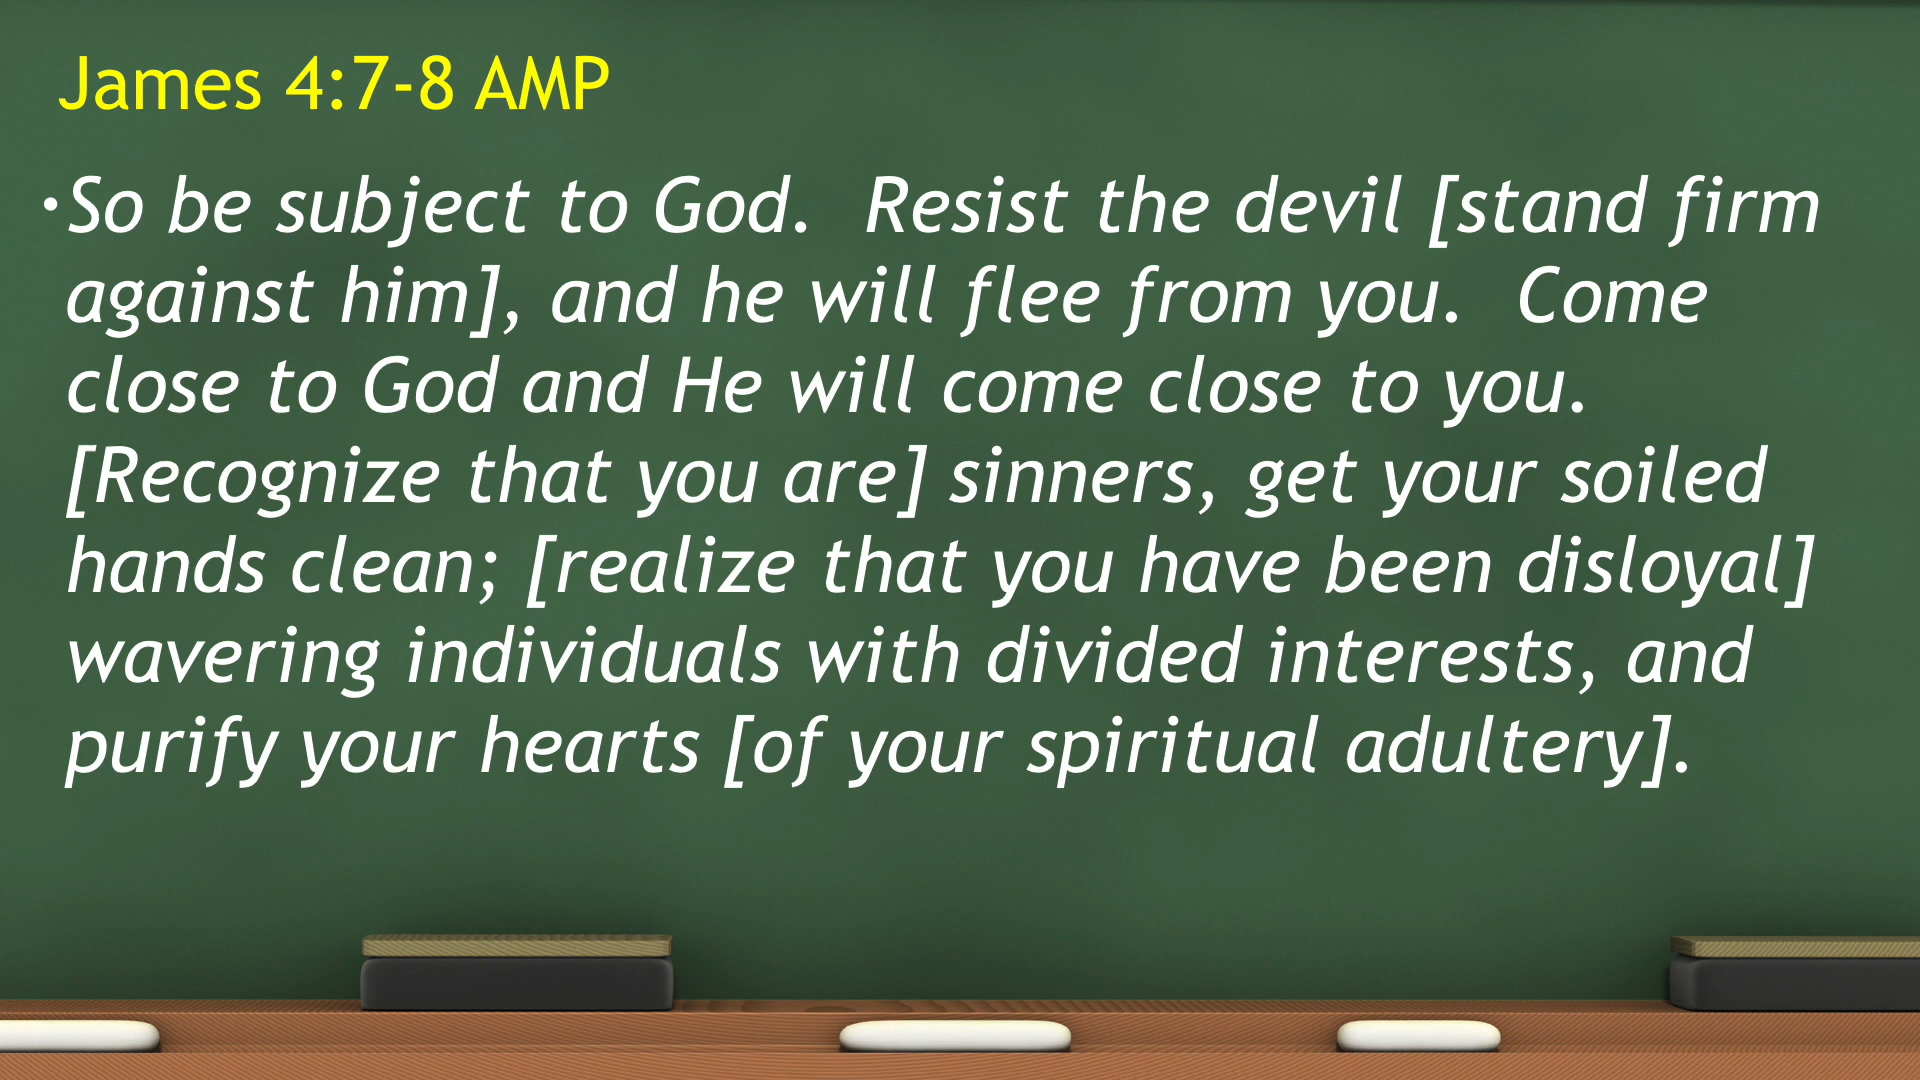 James 4:7-8 AMP
•So be subject to God.  Resist the devil [stand firm
against him], and he will flee from you.  Come
close to God and He will come close to you.
[Recognize that you are] sinners, get your soiled
hands clean; [realize that you have been disloyal]
wavering individuals with divided interests, and
purify your hearts [of your spiritual adultery].